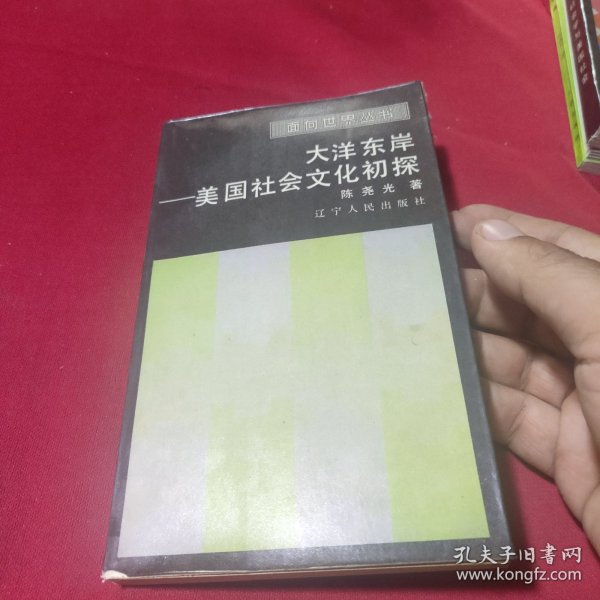 面向世界丛书
大洋东岸
——美国社会文化初探
陈尧光 著
辽宁人民出版社
孔夫子旧書网
www.kongfz.com